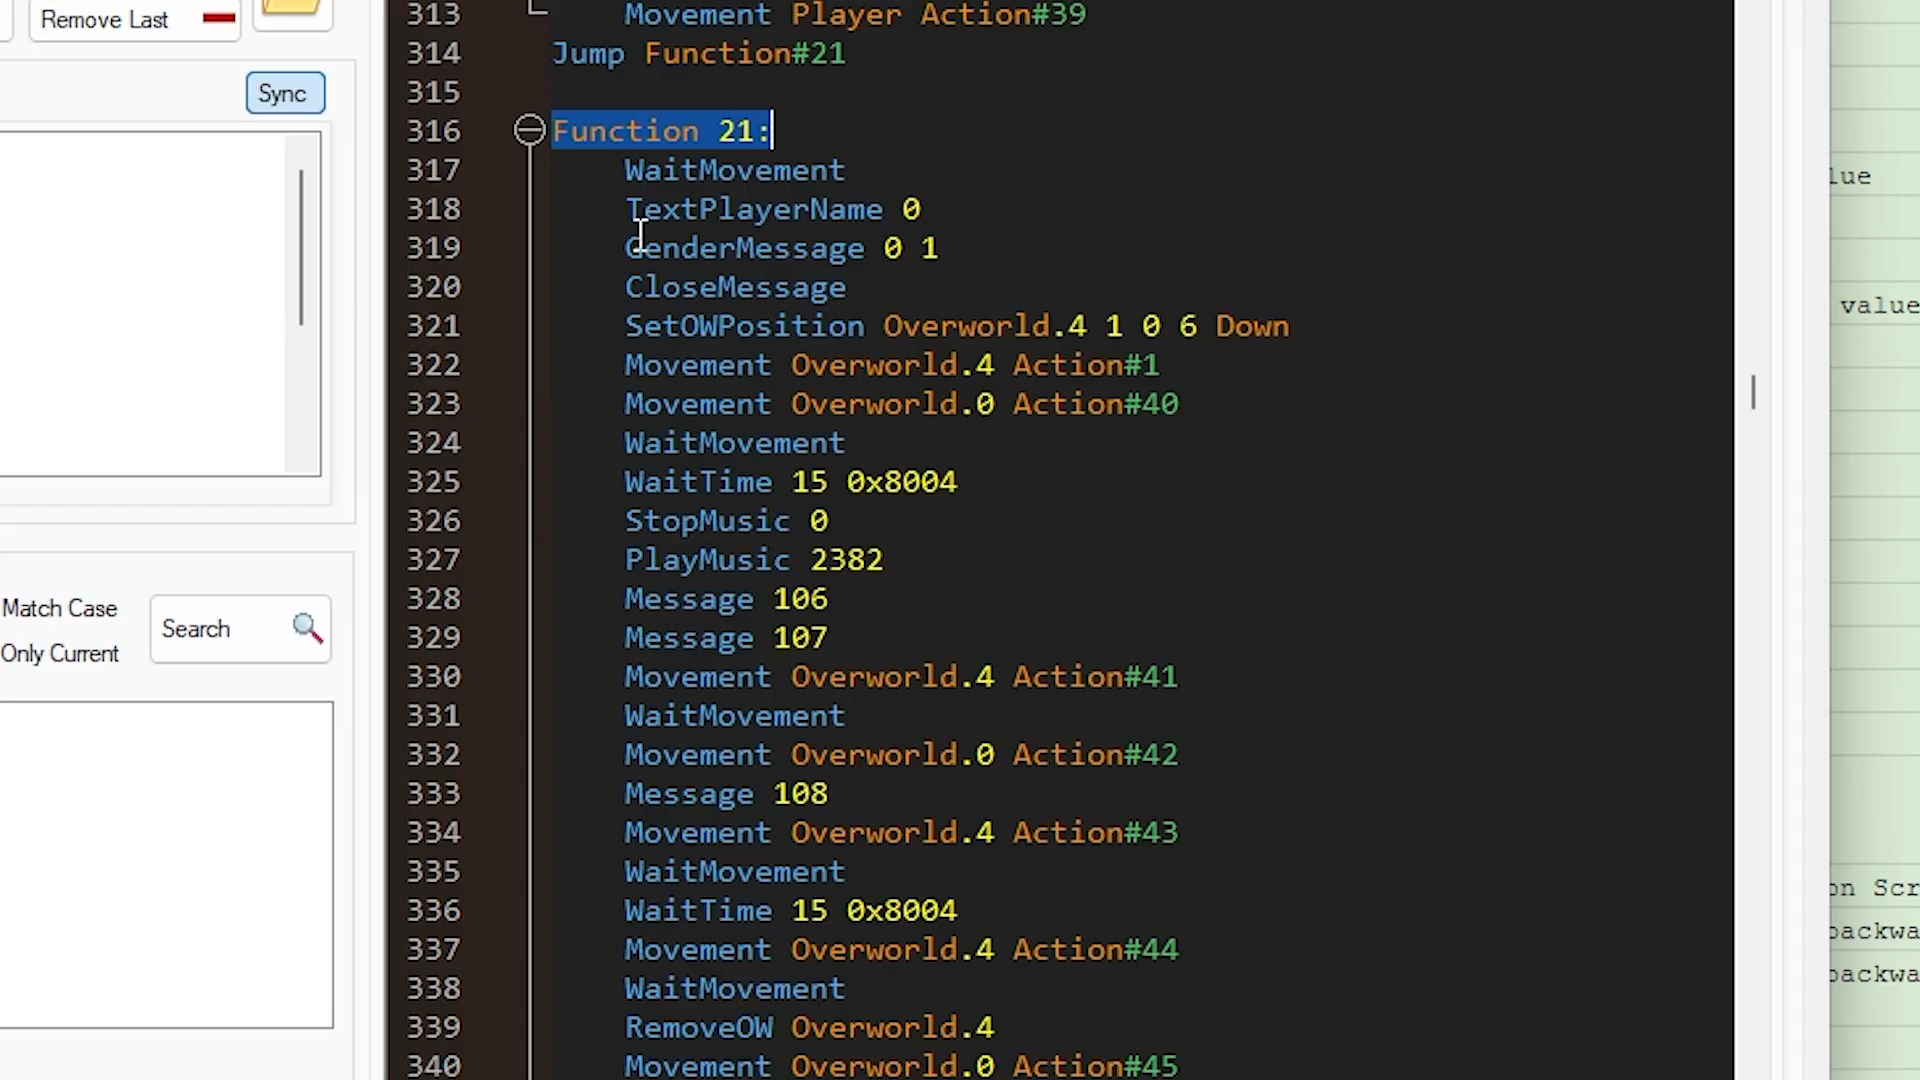 Remove Last
Sync
Match Case
Search
Only Current
313 Movement Player Action#39
314 Jump Function#21
315
316 Function 21:
317 WaitMovement
318 TextPlayerName 0
319 GenderMessage 0 1
320 CloseMessage
321 SetOWPosition Overworld.4 1 0 6 Down
322 Movement Overworld.4 Action#1
323 Movement Overworld.0 Action#40
324 WaitMovement
325 WaitTime 15 0x8004
326 StopMusic 0
327 PlayMusic 2382
328 Message 106
329 Message 107
330 Movement Overworld.4 Action#41
331 WaitMovement
332 Movement Overworld.0 Action#42
333 Message 108
334 Movement Overworld.4 Action#43
335 WaitMovement
336 WaitTime 15 0x8004
337 Movement Overworld.4 Action#44
338 WaitMovement
339 RemoveOW Overworld.4
340 Movement Overworld.0 Action#45
lue
value
on Scr
backwa
backwa